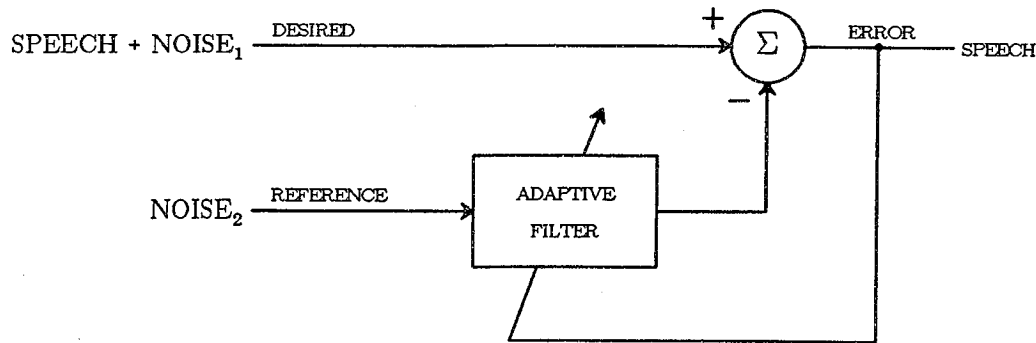 SPEECH + NOISE₁
DESIRED
+
Σ
ERROR
SPEECH
−
NOISE₂
REFERENCE
ADAPTIVE
FILTER